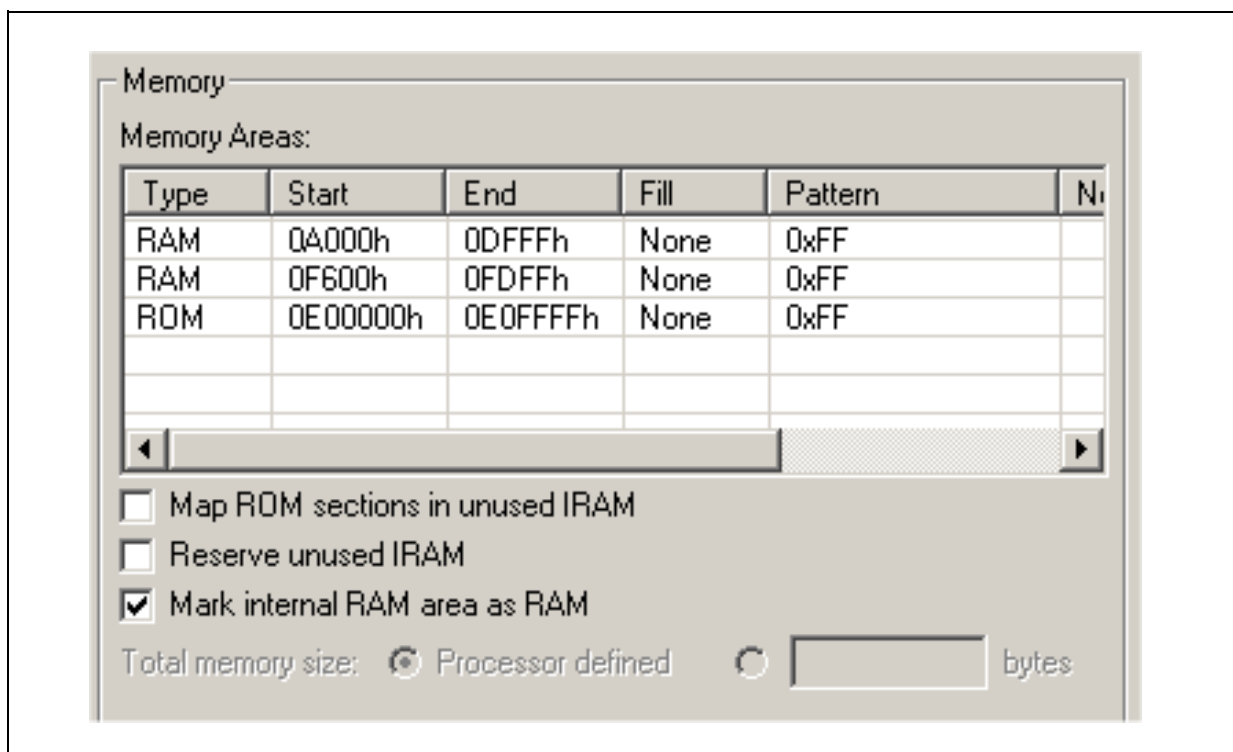 Memory
Memory Areas:
Type Start End Fill Pattern
RAM 0A000h 0DFFFh None 0xFF
RAM 0F600h 0FDFFh None 0xFF
ROM 0E00000h 0E0FFFFh None 0xFF
Map ROM sections in unused IRAM
Reserve unused IRAM
Mark internal RAM area as RAM
Total memory size: Processor defined bytes